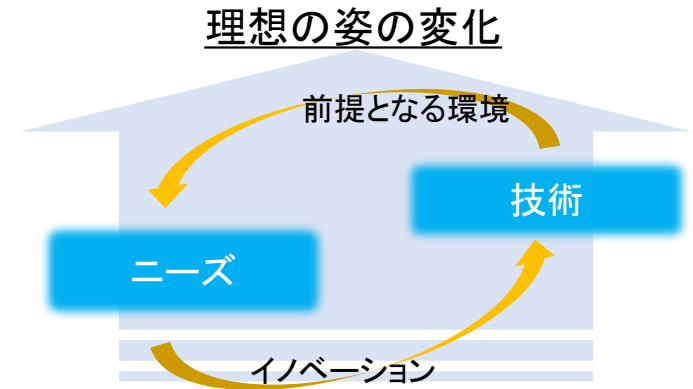 理想の姿の変化
前提となる環境
技術
ニーズ
イノベーション